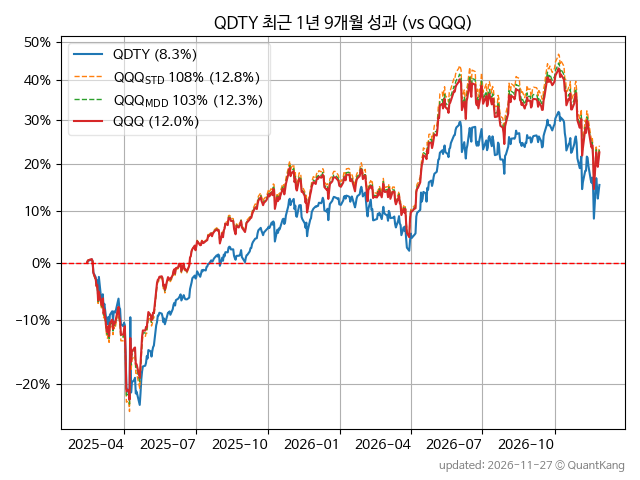 QDTY 최근 1년 9개월 성과 (vs QQQ)
50%
40%
30%
20%
10%
0%
−10%
−20%
QDTY (8.3%)
QQQSTD 108% (12.8%)
QQQMDD 103% (12.3%)
QQQ (12.0%)
2025−04 2025−07 2025−10 2026−01 2026−04 2026−07 2026−10
updated: 2026-11-27 © QuantKang